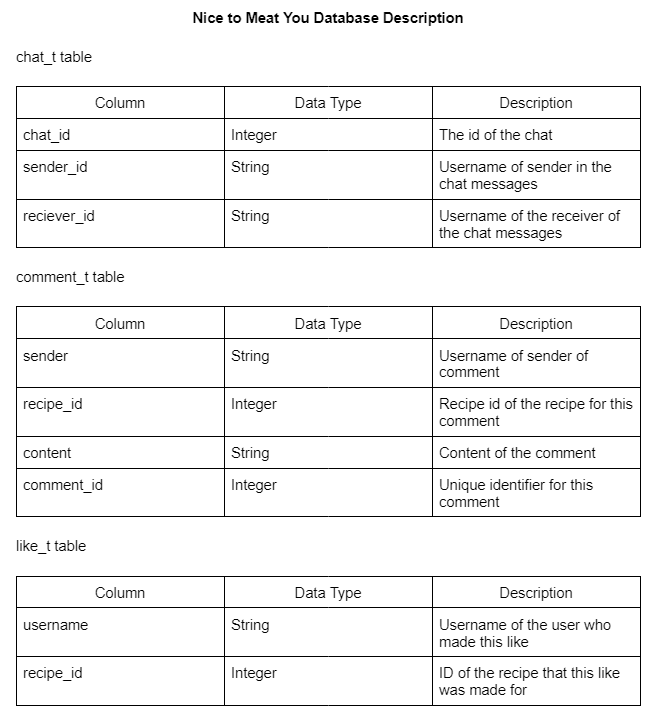 Nice to Meat You Database Description
chat_t table
Column Data Type Description
chat_id Integer The id of the chat
sender_id String Username of sender in the
chat messages
reciever_id String Username of the receiver of
the chat messages
comment_t table
Column Data Type Description
sender String Username of sender of
comment
recipe_id Integer Recipe id of the recipe for this
comment
content String Content of the comment
comment_id Integer Unique identifier for this
comment
like_t table
Column Data Type Description
username String Username of the user who
made this like
recipe_id Integer ID of the recipe that this like
was made for